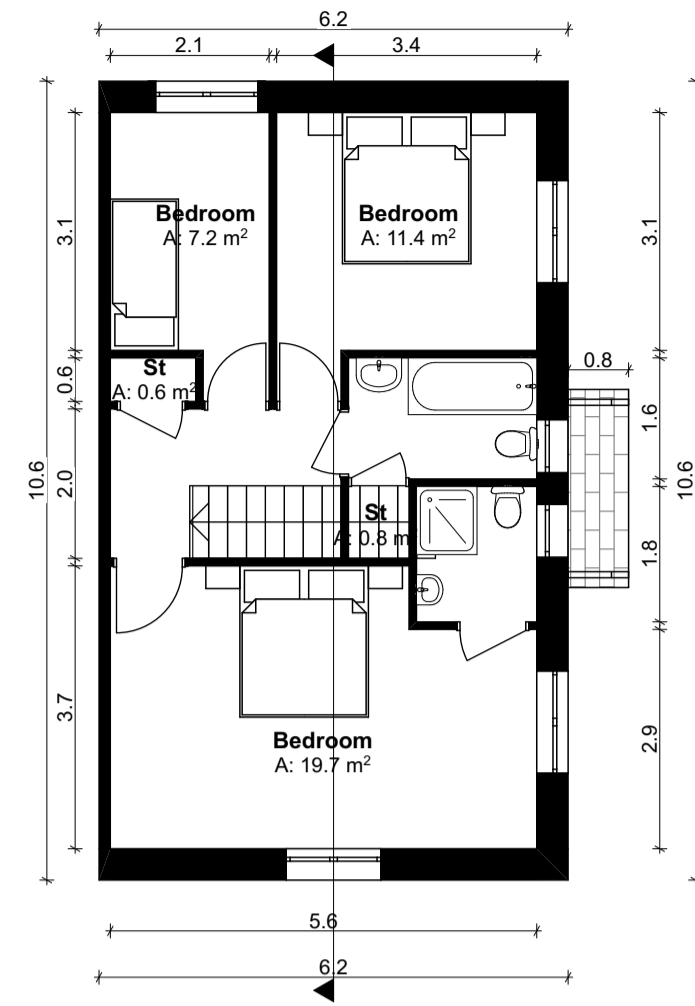 6.2
2.1
3.4
10.6
3.1
Bedroom
A: 7.2 m²
Bedroom
A: 11.4 m²
3.1
10.6
0.8
0.6
St
A: 0.6 m²
1.6
2.0
St
A: 0.8 m
1.8
3.7
Bedroom
A: 19.7 m²
2.9
5.6
6.2